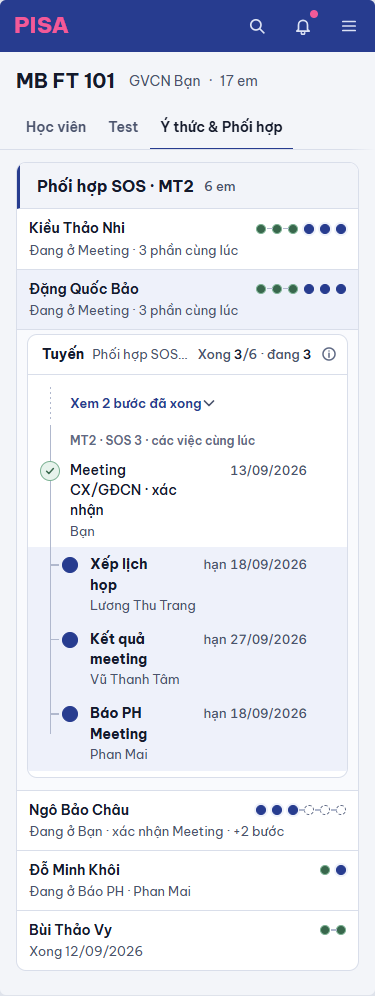 PISA
MB FT 101 GVCN Bạn · 17 em
Học viên Test Ý thức & Phối hợp
Phối hợp SOS · MT2 6 em
Kiều Thảo Nhi
Đang ở Meeting · 3 phần cùng lúc
Đặng Quốc Bảo
Đang ở Meeting · 3 phần cùng lúc
Tuyến Phối hợp SOS... Xong 3/6 · đang 3
Xem 2 bước đã xong
MT2 · SOS 3 · các việc cùng lúc
Meeting 13/09/2026
CX/GĐCN · xác
nhận
Bạn
Xếp lịch hạn 18/09/2026
họp
Lương Thu Trang
Kết quả hạn 27/09/2026
meeting
Vũ Thanh Tâm
Báo PH hạn 18/09/2026
Meeting
Phan Mai
Ngô Bảo Châu
Đang ở Bạn · xác nhận Meeting · +2 bước
Đỗ Minh Khôi
Đang ở Báo PH · Phan Mai
Bùi Thảo Vy
Xong 12/09/2026